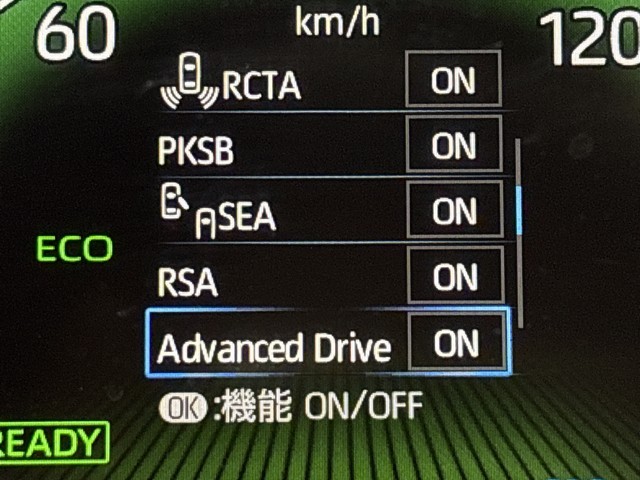 60 km/h 120
RCTA ON
PKSB ON
SEA ON
ECO
RSA ON
Advanced Drive ON
OK :機能 ON/OFF
READY